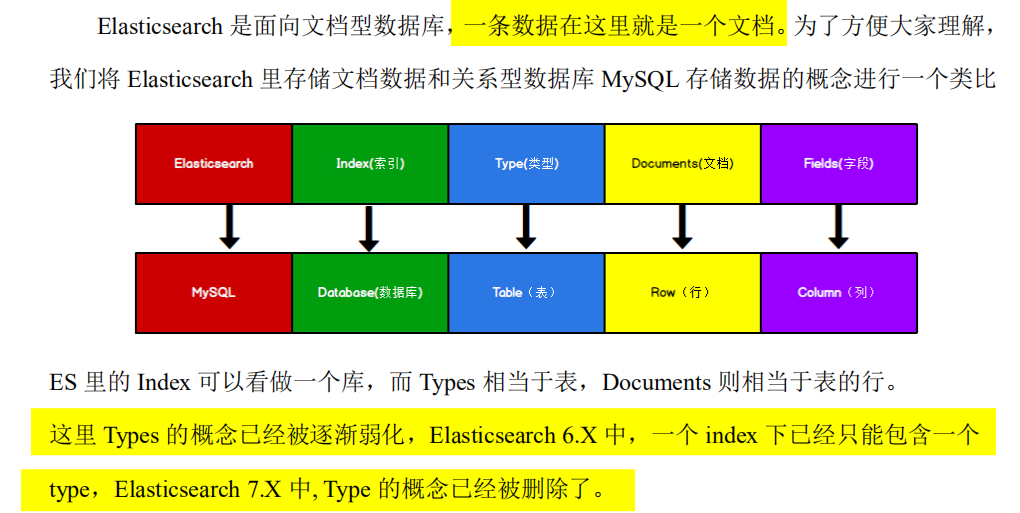 Elasticsearch 是面向文档型数据库，一条数据在这里就是一个文档。为了方便大家理解，
我们将 Elasticsearch 里存储文档数据和关系型数据库 MySQL 存储数据的概念进行一个类比
Elasticsearch Index(索引) Type(类型) Documents(文档) Fields(字段)
MySQL Database(数据库) Table（表） Row（行） Column（列）
ES 里的 Index 可以看做一个库，而 Types 相当于表，Documents 则相当于表的行。
这里 Types 的概念已经被逐渐弱化，Elasticsearch 6.X 中，一个 index 下已经只能包含一个
type，Elasticsearch 7.X 中, Type 的概念已经被删除了。